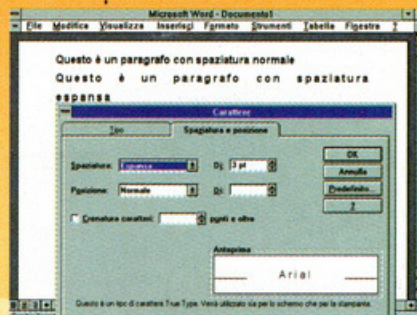 Microsoft Word - Documento1
File Modifica Visualizza Inserisci Formato Strumenti Tabella Finestra ?
Questo è un paragrafo con spaziatura normale
Questo è un paragrafo con spaziatura
espansa
Carattere
Tipo
Spaziatura e posizione
Spaziatura: Espansa Di: 3 pt
Posizione: Normale Di:
Crenatura caratteri: punti e oltre
OK
Annulla
Predefinito...
?
Anteprima
Arial
Questo è un tipo di carattere True Type. Verrà utilizzato sia per lo schermo che per la stampante.